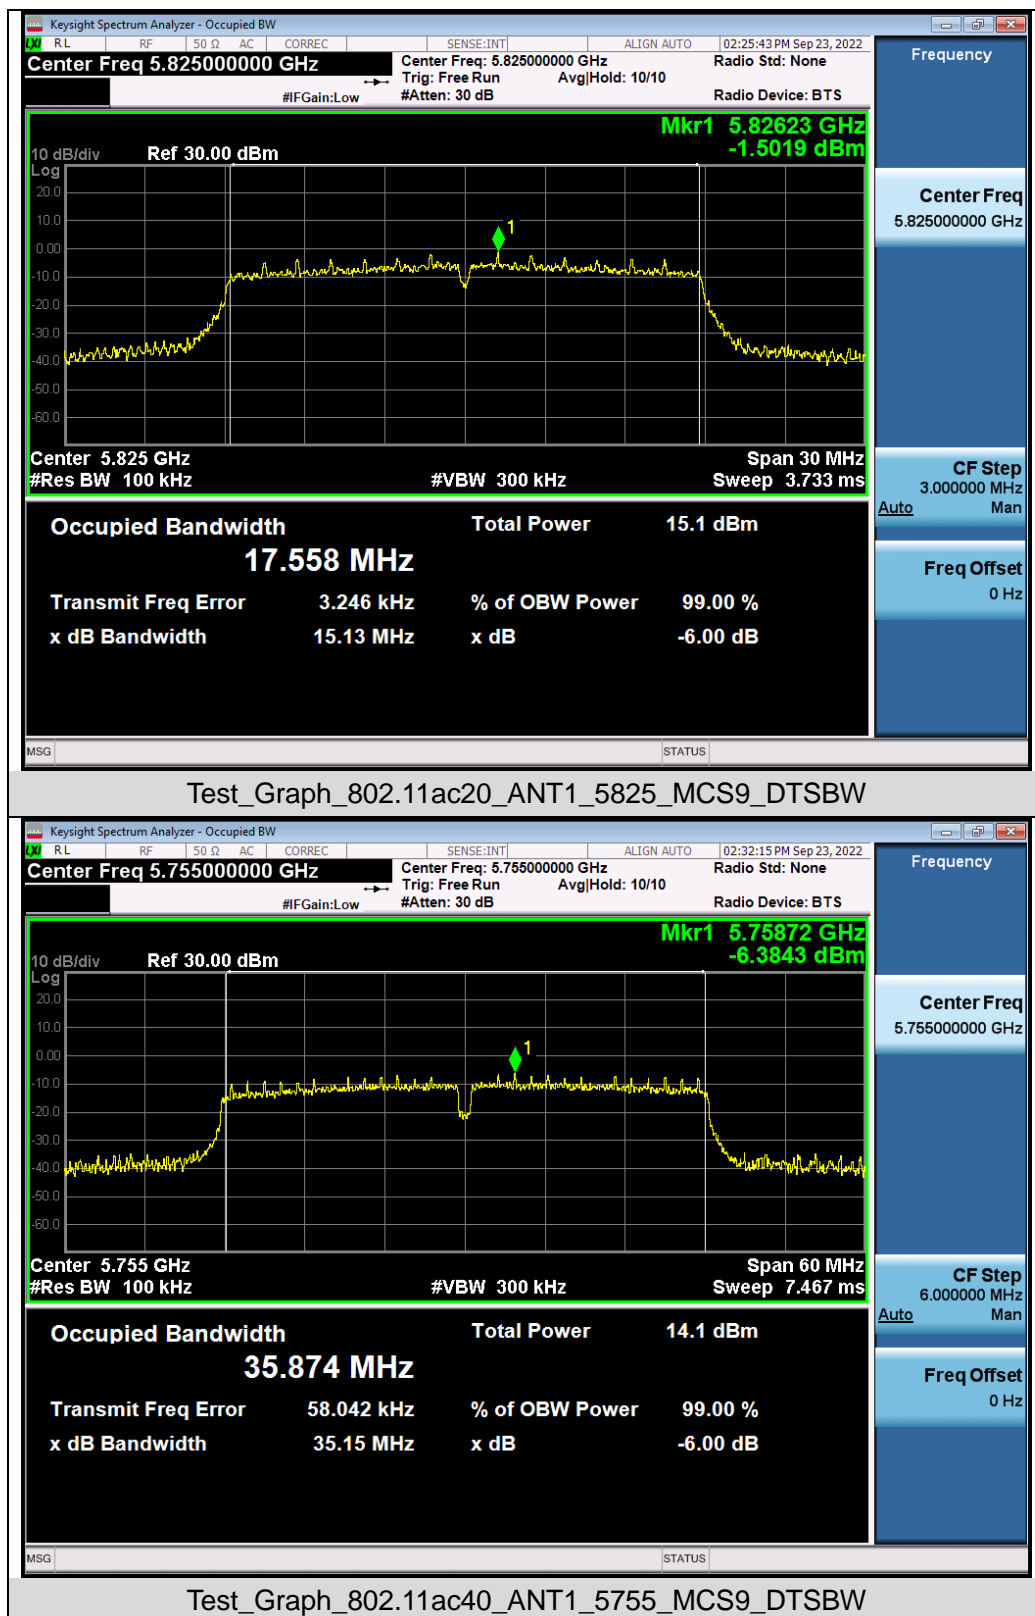 Keysight Spectrum Analyzer - Occupied BW
LXI RL RF 50 Ω AC CORREC SENSE:INT ALIGN AUTO 02:25:43 PM Sep 23, 2022
Center Freq 5.825000000 GHz
Center Freq: 5.825000000 GHz
Radio Std: None
Trig: Free Run Avg|Hold: 10/10
#IFGain:Low
#Atten: 30 dB
Radio Device: BTS
Mkr1 5.82623 GHz
-1.5019 dBm
10 dB/div Ref 30.00 dBm
Log
20.0
10.0
0.00
-10.0
-20.0
-30.0
-40.0
-50.0
-60.0
1
Center 5.825 GHz
Span 30 MHz
#Res BW 100 kHz
#VBW 300 kHz
Sweep 3.733 ms
Occupied Bandwidth
Total Power 15.1 dBm
17.558 MHz
Transmit Freq Error 3.246 kHz % of OBW Power 99.00 %
x dB Bandwidth 15.13 MHz x dB -6.00 dB
MSG
STATUS
Frequency
Center Freq
5.825000000 GHz
CF Step
3.000000 MHz
Auto Man
Freq Offset
0 Hz
Test_Graph_802.11ac20_ANT1_5825_MCS9_DTSBW
Keysight Spectrum Analyzer - Occupied BW
LXI RL RF 50 Ω AC CORREC SENSE:INT ALIGN AUTO 02:32:15 PM Sep 23, 2022
Center Freq 5.755000000 GHz
Center Freq: 5.755000000 GHz
Radio Std: None
Trig: Free Run Avg|Hold: 10/10
#IFGain:Low
#Atten: 30 dB
Radio Device: BTS
Mkr1 5.75872 GHz
-6.3843 dBm
10 dB/div Ref 30.00 dBm
Log
20.0
10.0
0.00
-10.0
-20.0
-30.0
-40.0
-50.0
-60.0
1
Center 5.755 GHz
Span 60 MHz
#Res BW 100 kHz
#VBW 300 kHz
Sweep 7.467 ms
Occupied Bandwidth
Total Power 14.1 dBm
35.874 MHz
Transmit Freq Error 58.042 kHz % of OBW Power 99.00 %
x dB Bandwidth 35.15 MHz x dB -6.00 dB
MSG
STATUS
Frequency
Center Freq
5.755000000 GHz
CF Step
6.000000 MHz
Auto Man
Freq Offset
0 Hz
Test_Graph_802.11ac40_ANT1_5755_MCS9_DTSBW